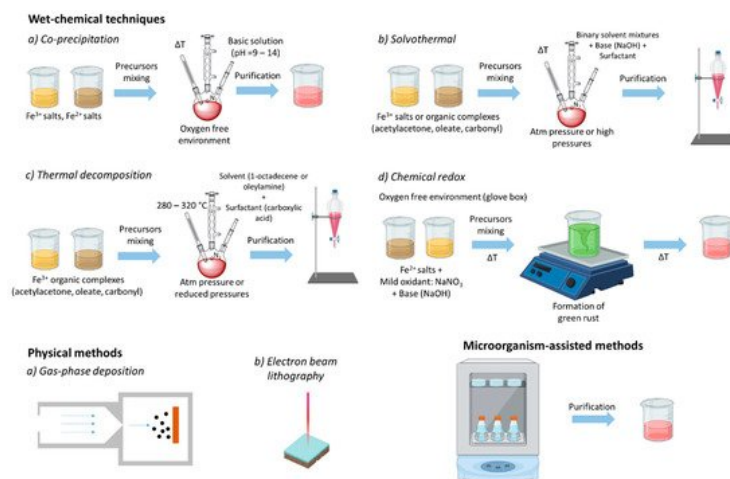 Wet-chemical techniques
a) Co-precipitation
ΔT
Basic solution
(pH =9 – 14)
Precursors
mixing
Purification
Fe³⁺ salts, Fe²⁺ salts
Oxygen free
environment
b) Solvothermal
Binary solvent mixtures
+ Base (NaOH) +
Surfactant
ΔT
Precursors
mixing
Purification
Fe³⁺ salts or organic complexes
(acetylacetone, oleate, carbonyl)
Atm pressure or high
pressures
c) Thermal decomposition
Solvent (1-octadecene or
oleylamine)
+
Surfactant (carboxylic
acid)
280 – 320 °C
Precursors
mixing
Purification
Fe³⁺ organic complexes
(acetylacetone, oleate, carbonyl)
Atm pressure or
reduced pressures
d) Chemical redox
Oxygen free environment (glove box)
Precursors
mixing
ΔT
ΔT
Fe²⁺ salts +
Mild oxidant: NaNO₃
+ Base (NaOH)
Formation of
green rust
Physical methods
a) Gas-phase deposition
b) Electron beam
lithography
Microorganism-assisted methods
Purification